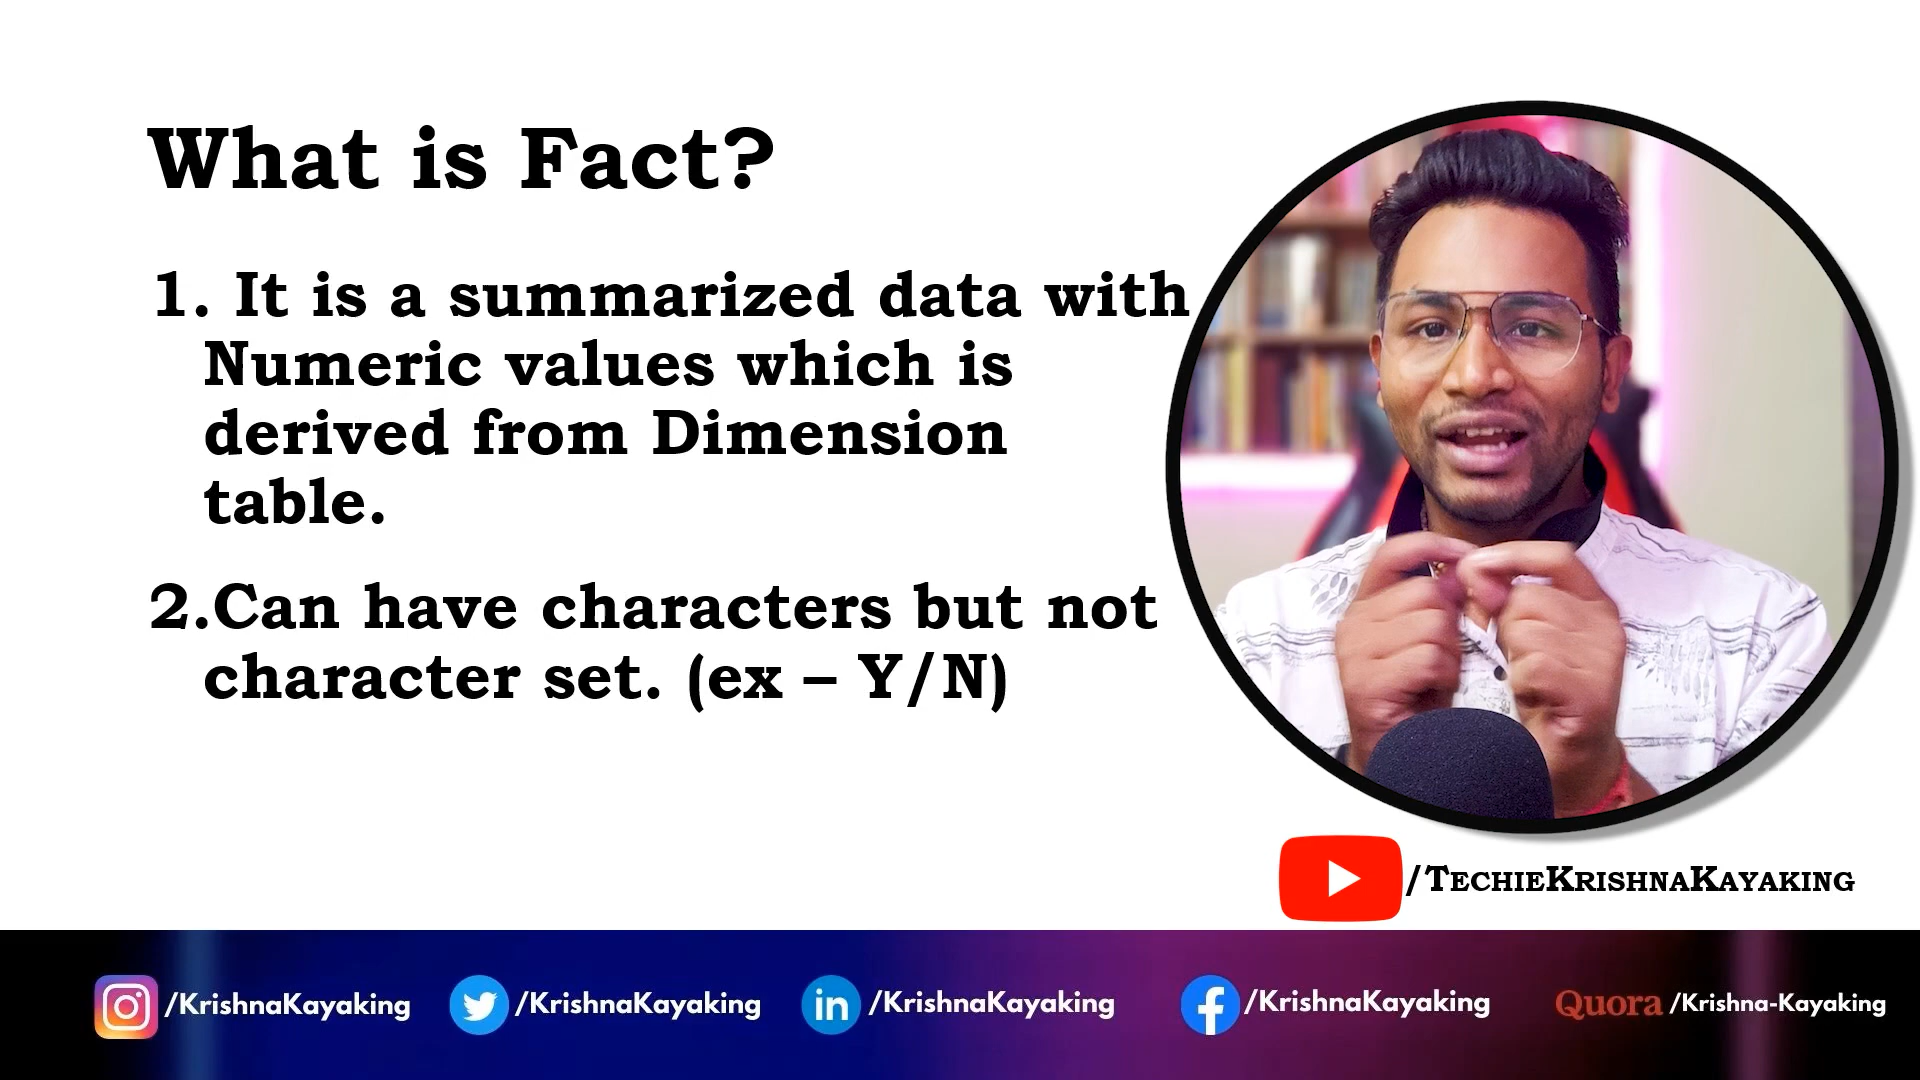 What is Fact?
1. It is a summarized data with
Numeric values which is
derived from Dimension
table.
2.Can have characters but not
character set. (ex – Y/N)
/TECHIEKRISHNAKAYAKING
/KrishnaKayaking
/KrishnaKayaking
in /KrishnaKayaking
/KrishnaKayaking
Quora /Krishna-Kayaking